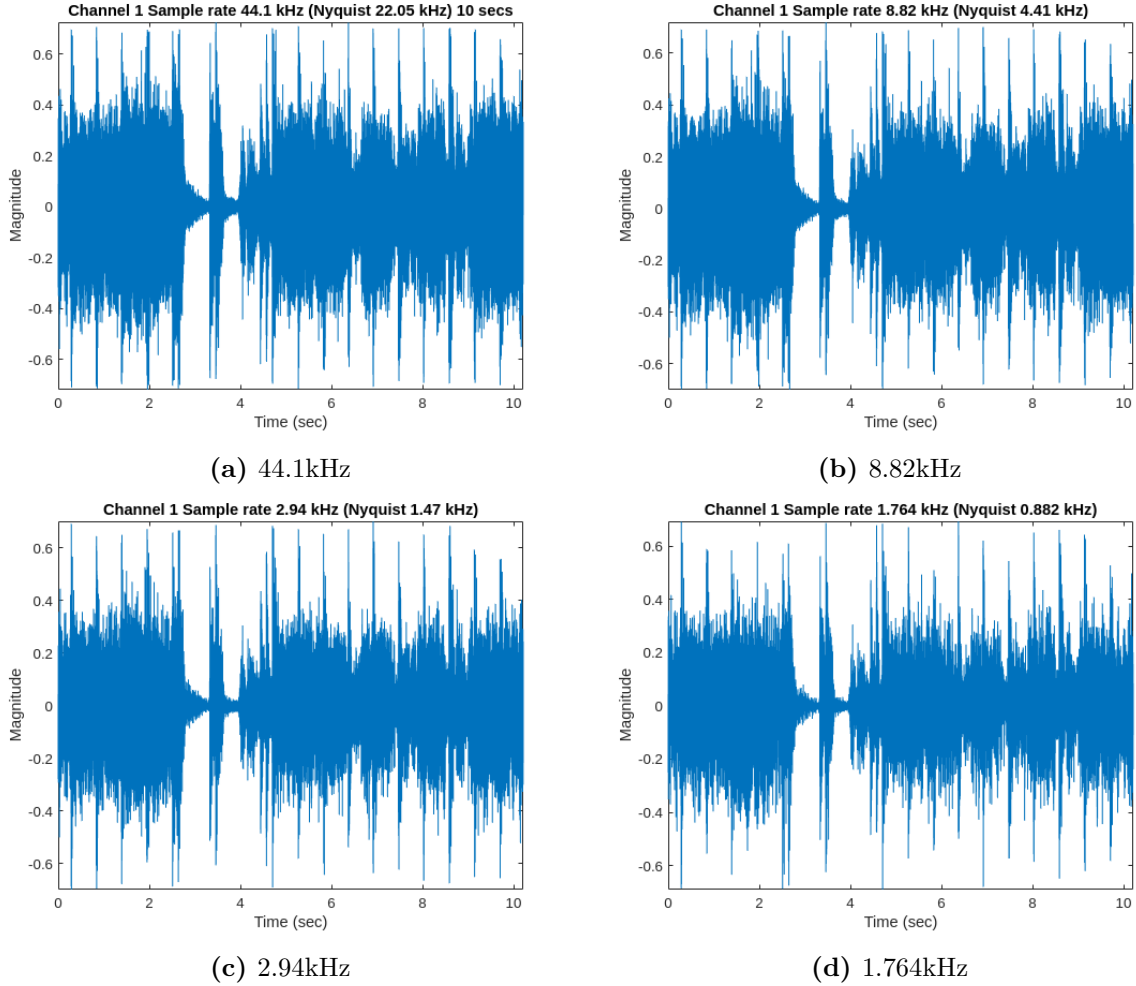 Channel 1 Sample rate 44.1 kHz (Nyquist 22.05 kHz) 10 secs
0.6
0.4
0.2
0
-0.2
-0.4
-0.6
Magnitude
0 2 4 6 8 10
Time (sec)
(a) 44.1kHz
Channel 1 Sample rate 8.82 kHz (Nyquist 4.41 kHz)
0.6
0.4
0.2
0
-0.2
-0.4
-0.6
Magnitude
0 2 4 6 8 10
Time (sec)
(b) 8.82kHz
Channel 1 Sample rate 2.94 kHz (Nyquist 1.47 kHz)
0.6
0.4
0.2
0
-0.2
-0.4
-0.6
Magnitude
0 2 4 6 8 10
Time (sec)
(c) 2.94kHz
Channel 1 Sample rate 1.764 kHz (Nyquist 0.882 kHz)
0.6
0.4
0.2
0
-0.2
-0.4
-0.6
Magnitude
0 2 4 6 8 10
Time (sec)
(d) 1.764kHz